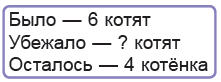 Было — 6 котят
Убежало — ? котят
Осталось — 4 котёнка